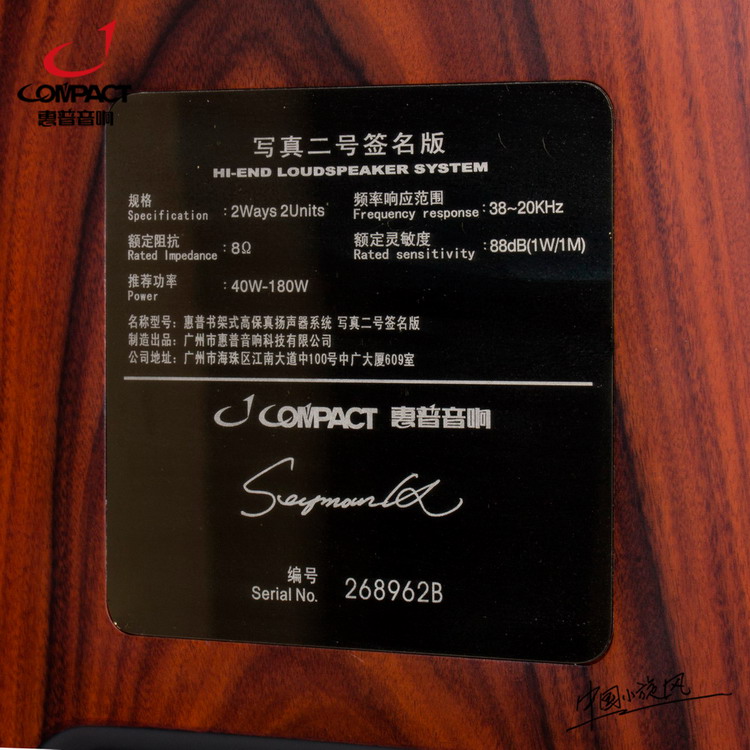 COMPACT
惠普音响
写真二号签名版
HI-END LOUDSPEAKER SYSTEM
规格 频率响应范围
Specification : 2Ways 2Units Frequency response : 38~20KHz
额定阻抗 额定灵敏度
Rated Impedance : 8Ω Rated sensitivity : 88dB(1W/1M)
推荐功率
Power : 40W-180W
名称型号：惠普书架式高保真扬声器系统 写真二号签名版
制造出品：广州市惠普音响科技有限公司
公司地址：广州市海珠区江南大道中100号中广大厦609室
COMPACT 惠普音响
编号
Serial No. 268962B
中国小旋风